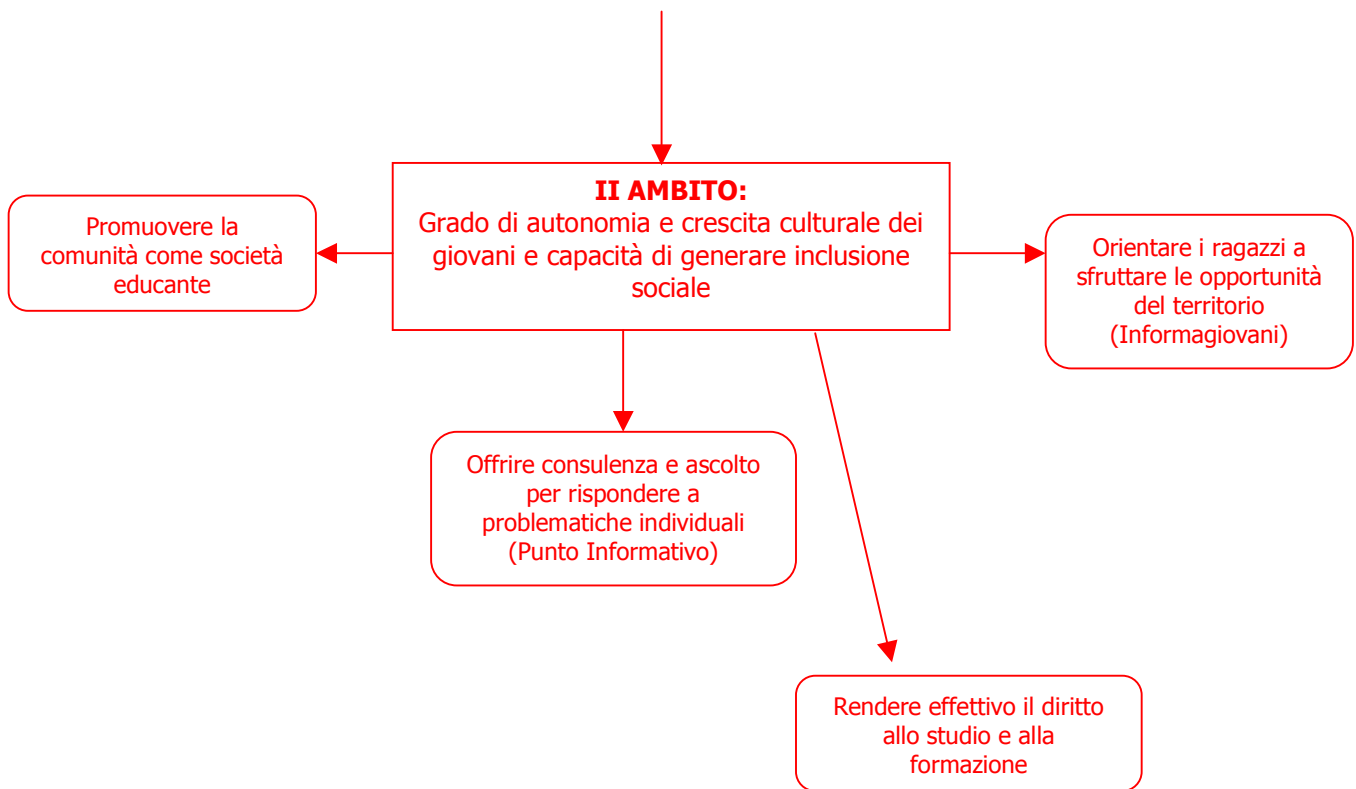 II AMBITO:
Grado di autonomia e crescita culturale dei
giovani e capacità di generare inclusione
sociale
Promuovere la
comunità come società
educante
Orientare i ragazzi a
sfruttare le opportunità
del territorio
(Informagiovani)
Offrire consulenza e ascolto
per rispondere a
problematiche individuali
(Punto Informativo)
Rendere effettivo il diritto
allo studio e alla
formazione